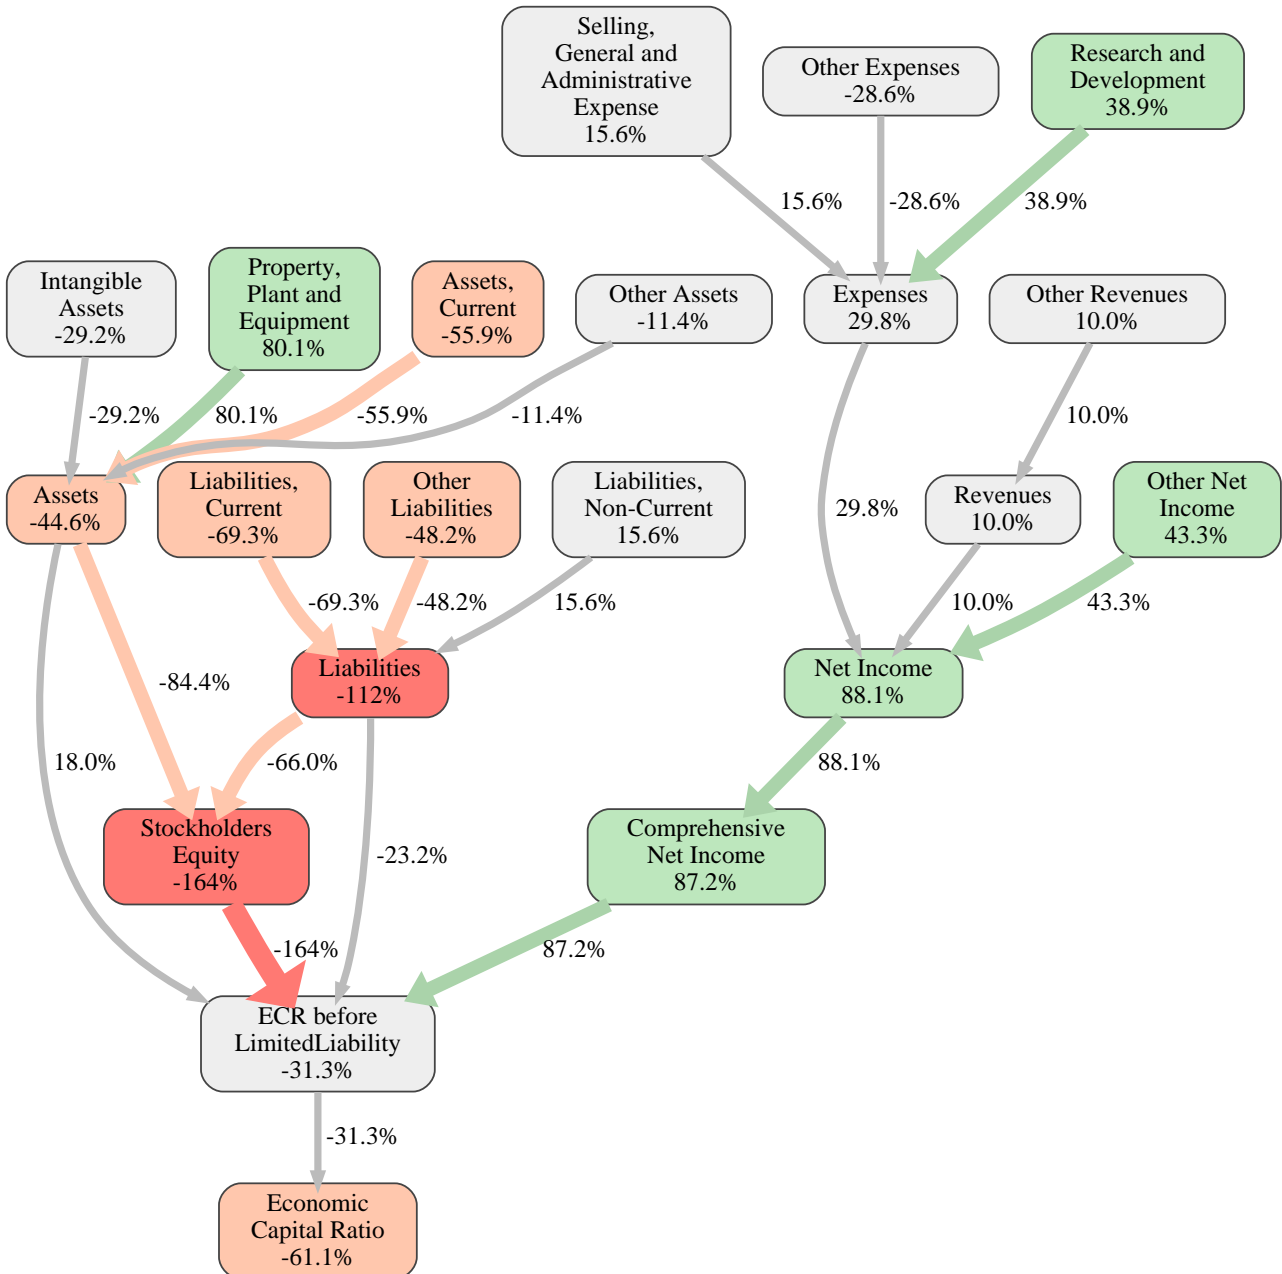 Selling,
General and
Administrative
Expense
15.6%
Other Expenses
-28.6%
Research and
Development
38.9%
15.6%
-28.6%
38.9%
Intangible
Assets
-29.2%
Property,
Plant and
Equipment
80.1%
Assets,
Current
-55.9%
Other Assets
-11.4%
Expenses
29.8%
Other Revenues
10.0%
-29.2%
80.1%
-55.9%
-11.4%
10.0%
Assets
-44.6%
Liabilities,
Current
-69.3%
Other
Liabilities
-48.2%
Liabilities,
Non-Current
15.6%
29.8%
Revenues
10.0%
Other Net
Income
43.3%
-69.3%
-48.2%
15.6%
10.0%
43.3%
Liabilities
-112%
Net Income
88.1%
-84.4%
18.0%
-66.0%
88.1%
Stockholders
Equity
-164%
-23.2%
Comprehensive
Net Income
87.2%
-164%
87.2%
ECR before
LimitedLiability
-31.3%
-31.3%
Economic
Capital Ratio
-61.1%